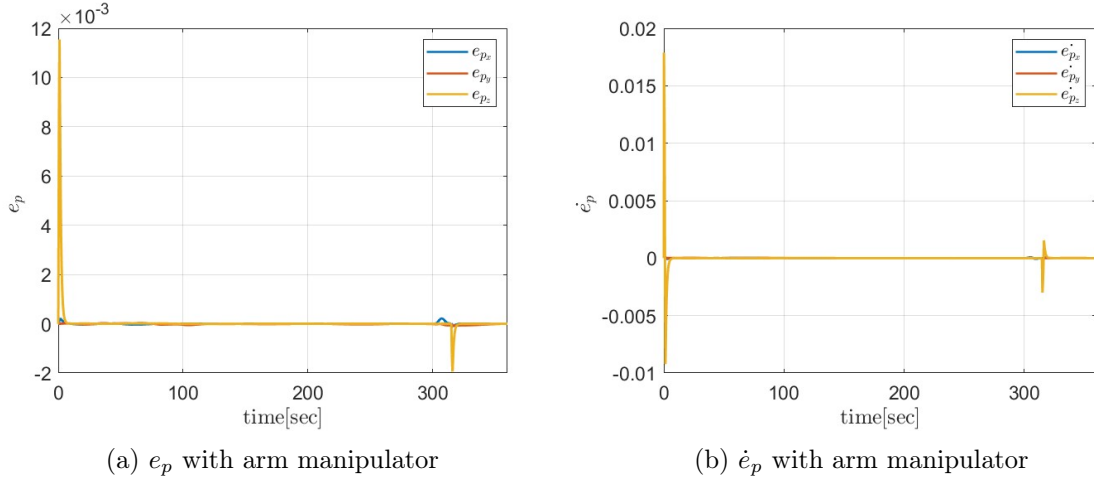 ×10⁻³
12
10
8
6
4
2
0
-2
e_p
e_{p_x}
e_{p_y}
e_{p_z}
0 100 200 300
time[sec]
(a) e_p with arm manipulator
0.02
0.015
0.01
0.005
0
-0.005
-0.01
ė_p
ė_{p_x}
ė_{p_y}
ė_{p_z}
0 100 200 300
time[sec]
(b) ė_p with arm manipulator